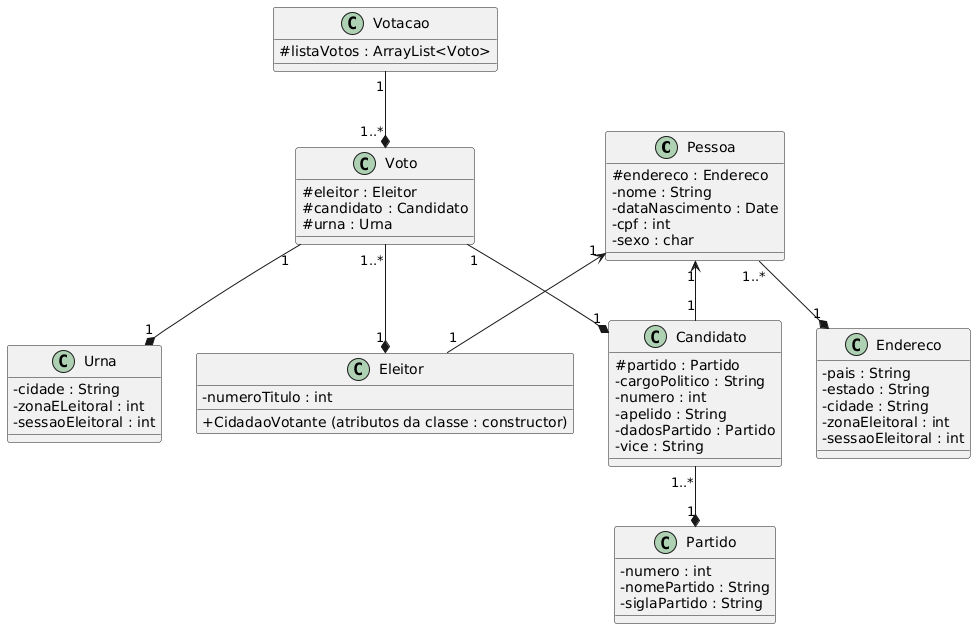 C Votacao
#listaVotos : ArrayList<Voto>
1
1..*
C Voto
#eleitor : Eleitor
#candidato : Candidato
#urna : Urna
C Pessoa
#endereco : Endereco
-nome : String
-dataNascimento : Date
-cpf : int
-sexo : char
1
1..*
1
1
1
1..*
1
1
1
1
1
1
C Urna
-cidade : String
-zonaELeitoral : int
-sessaoEleitoral : int
C Eleitor
-numeroTitulo : int
+CidadaoVotante (atributos da classe : constructor)
C Candidato
#partido : Partido
-cargoPolitico : String
-numero : int
-apelido : String
-dadosPartido : Partido
-vice : String
C Endereco
-pais : String
-estado : String
-cidade : String
-zonaEleitoral : int
-sessaoEleitoral : int
1..*
1
C Partido
-numero : int
-nomePartido : String
-siglaPartido : String